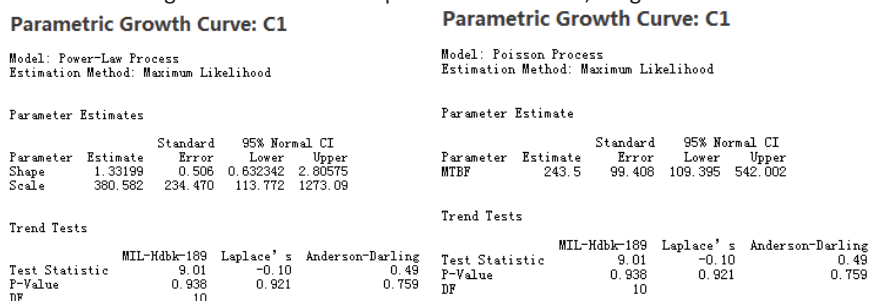 Parametric Growth Curve: C1
Model: Power-Law Process
Estimation Method: Maximum Likelihood
Parameter Estimates
Standard 95% Normal CI
Parameter Estimate Error Lower Upper
Shape 1.33199 0.506 0.632342 2.80575
Scale 380.582 234.470 113.772 1273.09
Trend Tests
MIL-Hdbk-189 Laplace's Anderson-Darling
Test Statistic 9.01 -0.10 0.49
P-Value 0.938 0.921 0.759
DF 10
Parametric Growth Curve: C1
Model: Poisson Process
Estimation Method: Maximum Likelihood
Parameter Estimate
Standard 95% Normal CI
Parameter Estimate Error Lower Upper
MTBF 243.5 99.408 109.395 542.002
Trend Tests
MIL-Hdbk-189 Laplace's Anderson-Darling
Test Statistic 9.01 -0.10 0.49
P-Value 0.938 0.921 0.759
DF 10